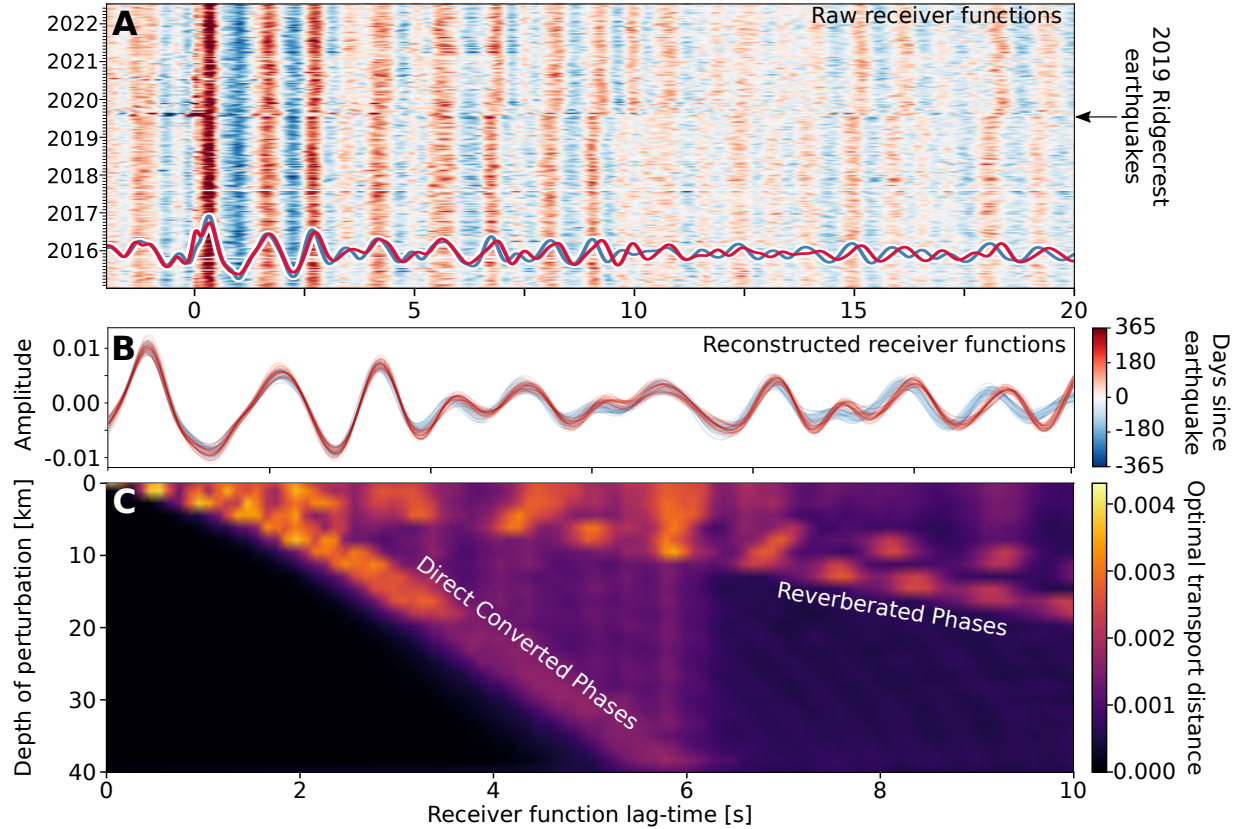 A
Raw receiver functions
2022
2021
2020
2019
2018
2017
2016
2019 Ridgecrest
earthquakes
0
5
10
15
20
B
Reconstructed receiver functions
Amplitude
0.01
0.00
-0.01
365
180
0
-180
-365
Days since
earthquake
C
Depth of perturbation [km]
0
10
20
30
40
Direct Converted Phases
Reverberated Phases
0
2
4
6
8
10
Receiver function lag-time [s]
0.004
0.003
0.002
0.001
0.000
Optimal transport distance